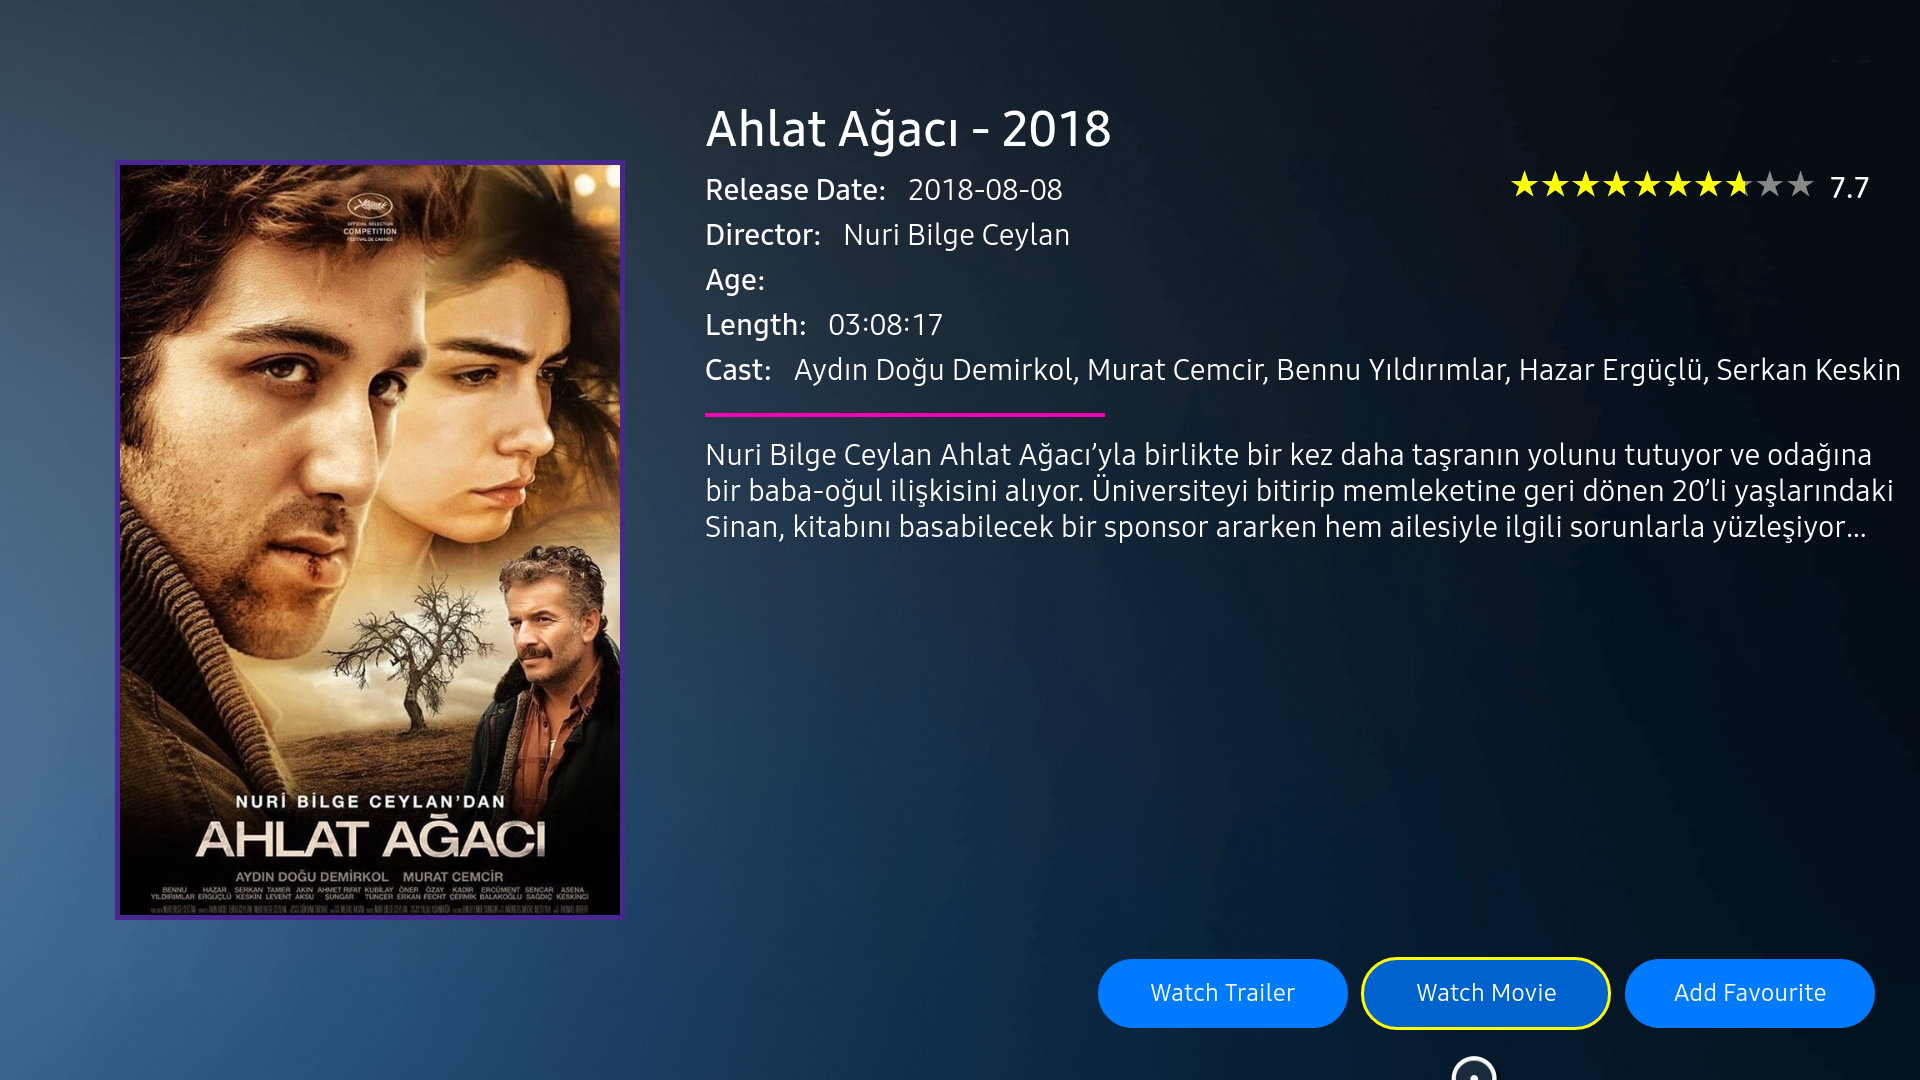 Ahlat Ağacı - 2018
Release Date: 2018-08-08
7.7
Director: Nuri Bilge Ceylan
Age:
Length: 03:08:17
Cast: Aydın Doğu Demirkol, Murat Cemcir, Bennu Yıldırımlar, Hazar Ergüçlü, Serkan Keskin
Nuri Bilge Ceylan Ahlat Ağacı’yla birlikte bir kez daha taşranın yolunu tutuyor ve odağına
bir baba-oğul ilişkisini alıyor. Üniversiteyi bitirip memleketine geri dönen 20’li yaşlarındaki
Sinan, kitabını basabilecek bir sponsor ararken hem ailesiyle ilgili sorunlarla yüzleşiyor...
OFFICIAL SELECTION
COMPETITION
FESTIVAL DE CANNES
NURİ BİLGE CEYLAN'DAN
AHLAT AĞACI
AYDIN DOĞU DEMİRKOL MURAT CEMCİR
BENNU HAZAR SERKAN TAMER AKIN AHMET RIFAT KUBİLAY ÖNER ÖZAY KADİR ERCÜMENT SENCAR ASENA
YILDIRIMLAR ERGÜÇLÜ KESKİN LEVENT AKSU ŞUNGAR TUNÇER ERKAN FECHT ÇERMİK BALAKOĞLU SAĞDIÇ KESKİNCİ
Watch Trailer
Watch Movie
Add Favourite